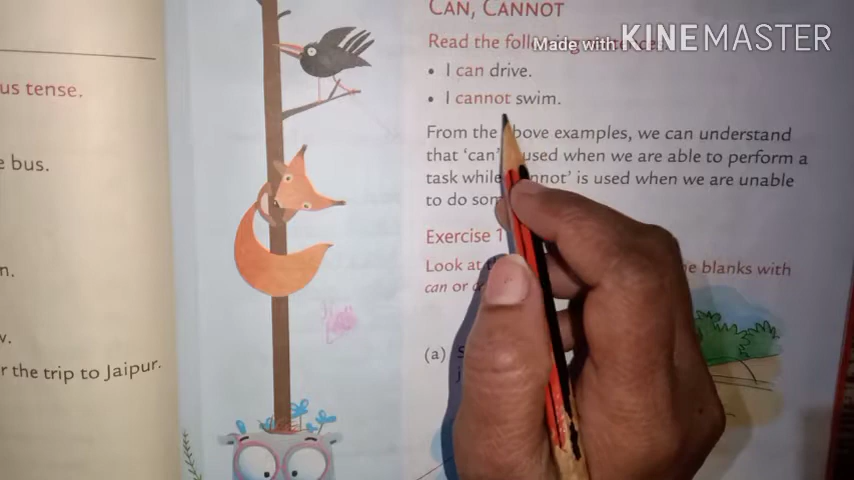 us tense.
e bus.
n.
v.
r the trip to Jaipur.
CAN, CANNOT
Read the
Made with KINEMASTER
• I can drive.
• I cannot swim.
From the above examples, we can understand
that ‘can’ used when we are able to perform a
task while nnot’ is used when we are unable
to do som
Exercise 1
Look at e blanks with
can or
(a) S